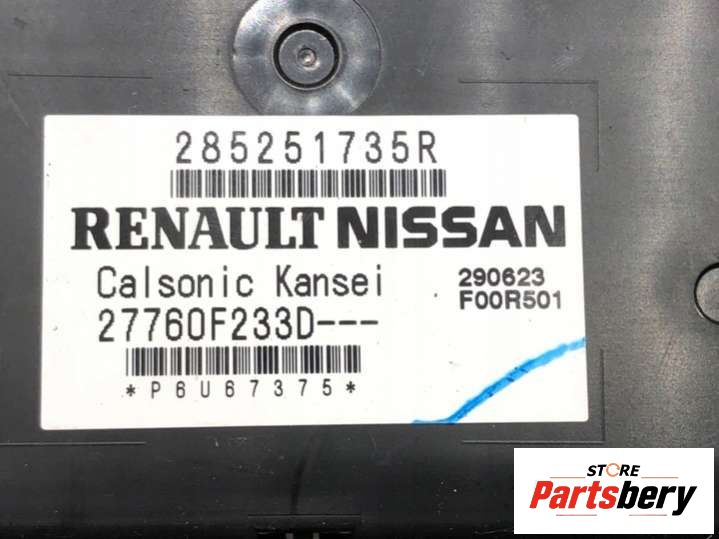 285251735R
RENAULT NISSAN
Calsonic Kansei
290623
F00R501
27760F233D---
*P6U67375*
STORE
Partsbery